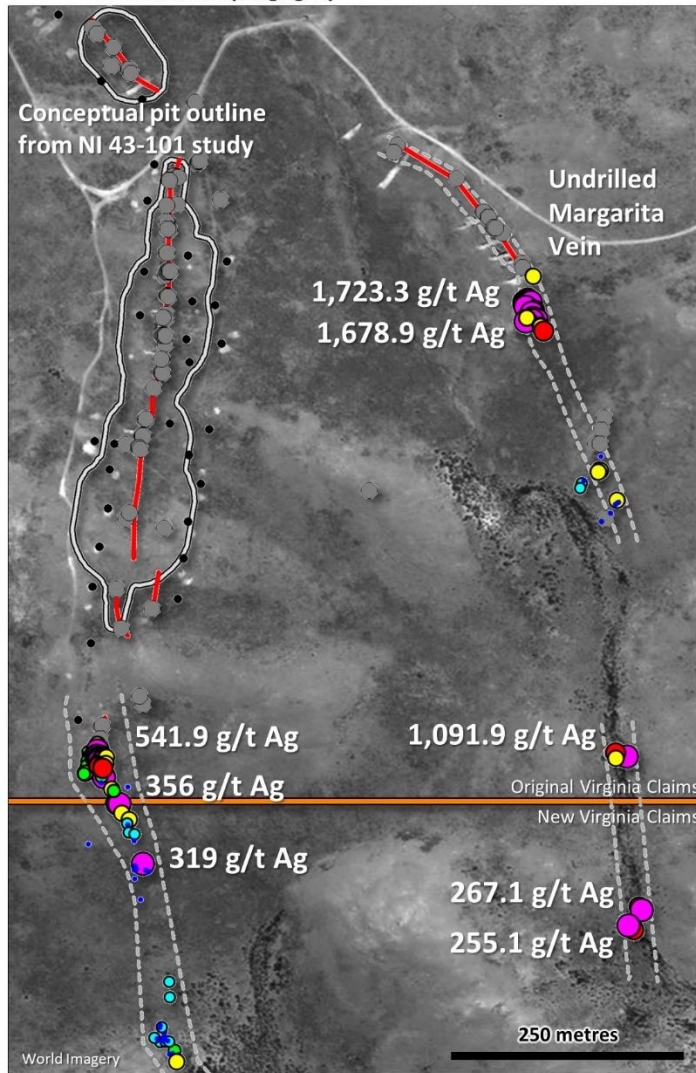 Conceptual pit outline
from NI 43-101 study
Undrilled
Margarita
Vein
1,723.3 g/t Ag
1,678.9 g/t Ag
541.9 g/t Ag
1,091.9 g/t Ag
356 g/t Ag
Original Virginia Claims
New Virginia Claims
319 g/t Ag
267.1 g/t Ag
255.1 g/t Ag
250 metres
World Imagery